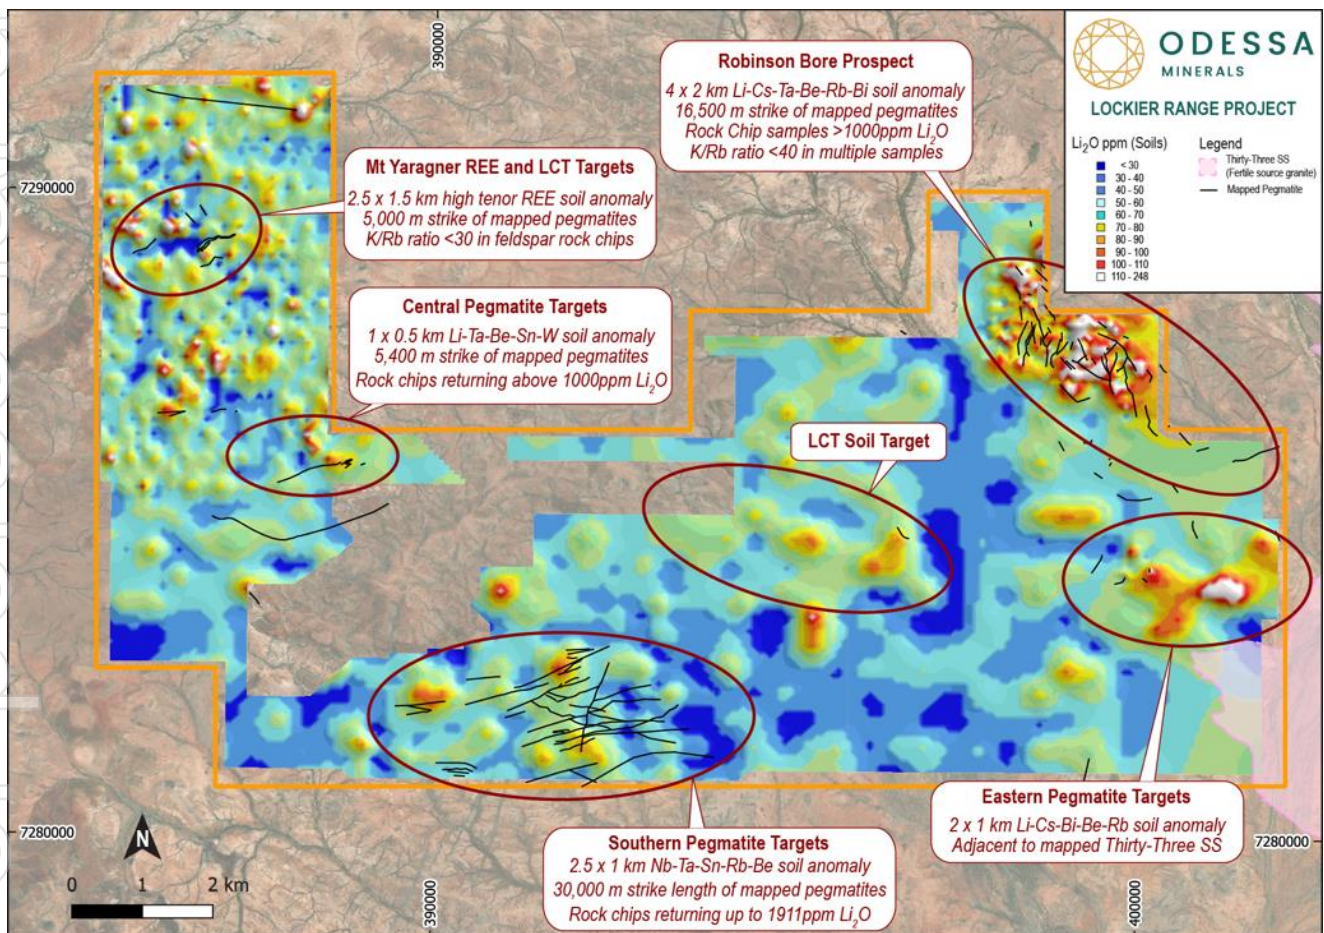 390000
ODESSA
MINERALS
LOCKIER RANGE PROJECT
Li2O ppm (Soils)
< 30
30 - 40
40 - 50
50 - 60
60 - 70
70 - 80
80 - 90
90 - 100
100 - 110
110 - 248
Legend
Thirty-Three SS
(Fertile source granite)
Mapped Pegmatite
Robinson Bore Prospect
4 x 2 km Li-Cs-Ta-Be-Rb-Bi soil anomaly
16,500 m strike of mapped pegmatites
Rock Chip samples >1000ppm Li2O
K/Rb ratio <40 in multiple samples
7290000
Mt Yaragner REE and LCT Targets
2.5 x 1.5 km high tenor REE soil anomaly
5,000 m strike of mapped pegmatites
K/Rb ratio <30 in feldspar rock chips
Central Pegmatite Targets
1 x 0.5 km Li-Ta-Be-Sn-W soil anomaly
5,400 m strike of mapped pegmatites
Rock chips returning above 1000ppm Li2O
LCT Soil Target
Eastern Pegmatite Targets
2 x 1 km Li-Cs-Bi-Be-Rb soil anomaly
Adjacent to mapped Thirty-Three SS
Southern Pegmatite Targets
2.5 x 1 km Nb-Ta-Sn-Rb-Be soil anomaly
30,000 m strike length of mapped pegmatites
Rock chips returning up to 1911ppm Li2O
7280000
7280000
N
0 1 2 km
390000
400000